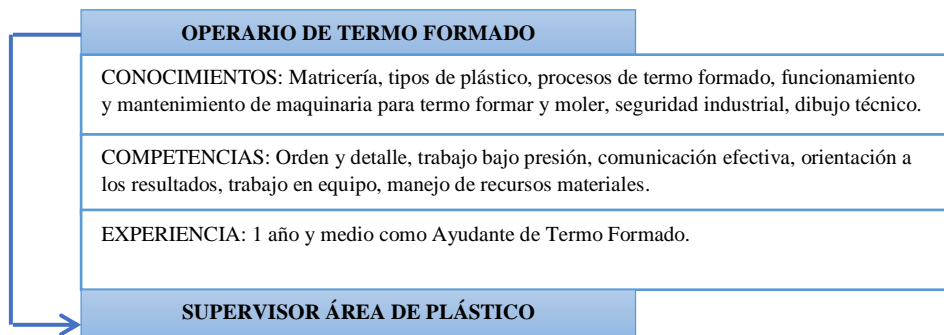 OPERARIO DE TERMO FORMADO
CONOCIMIENTOS: Matricería, tipos de plástico, procesos de termo formado, funcionamiento
y mantenimiento de maquinaria para termo formar y moler, seguridad industrial, dibujo técnico.
COMPETENCIAS: Orden y detalle, trabajo bajo presión, comunicación efectiva, orientación a
los resultados, trabajo en equipo, manejo de recursos materiales.
EXPERIENCIA: 1 año y medio como Ayudante de Termo Formado.
SUPERVISOR ÁREA DE PLÁSTICO